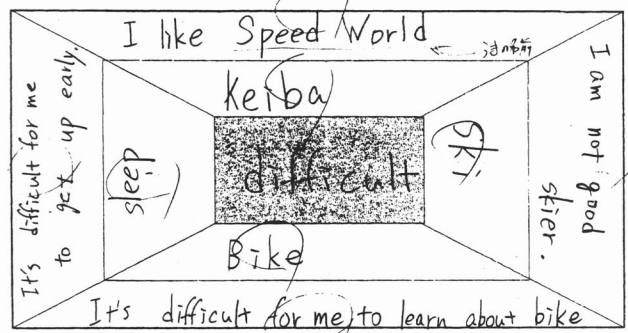 I like Speed World
Keiba
difficult
Ski
sleep
Bike
I am not good
skier.
It's difficult for me
to get up early.
It's difficult for me to learn about bike